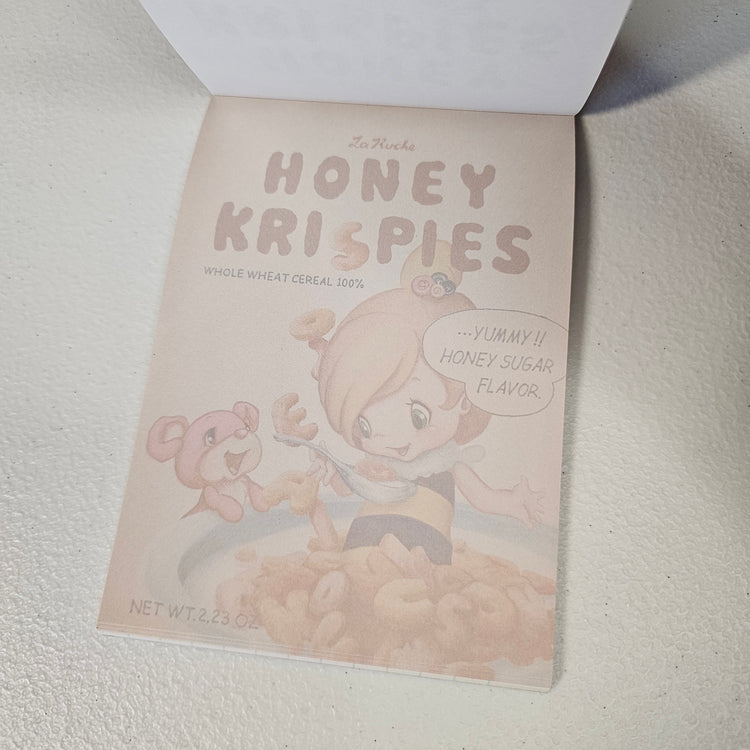 La Ruche
HONEY
KRISPIES
WHOLE WHEAT CEREAL 100%
...YUMMY!!
HONEY SUGAR
FLAVOR.
NET WT.2.23 OZ